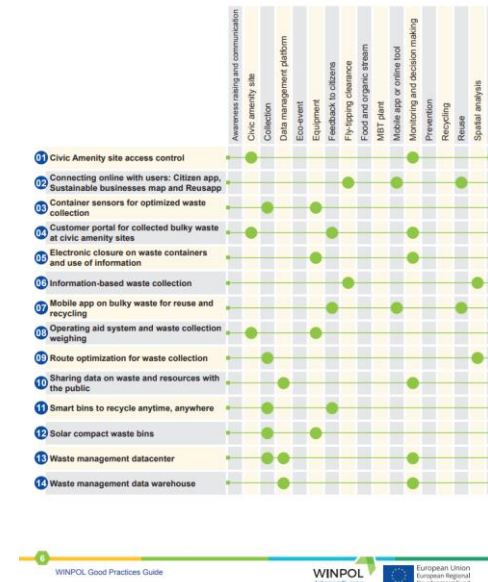 Awareness raising and communication
Civic amenity site
Collection
Data management platform
Eco-event
Equipment
Feedback to citizens
Fly-tipping clearance
Food and organic stream
MBT plant
Mobile app or online tool
Monitoring and decision making
Prevention
Recycling
Reuse
Spatial analysis
01 Civic Amenity site access control
02 Connecting online with users: Citizen app,
Sustainable businesses map and Reusapp
03 Container sensors for optimized waste
collection
04 Customer portal for collected bulky waste
at civic amenity sites
05 Electronic closure on waste containers
and use of information
06 Information-based waste collection
07 Mobile app on bulky waste for reuse and
recycling
08 Operating aid system and waste collection
weighing
09 Route optimization for waste collection
10 Sharing data on waste and resources with
the public
11 Smart bins to recycle anytime, anywhere
12 Solar compact waste bins
13 Waste management datacenter
14 Waste management data warehouse
6
WINPOL Good Practices Guide
WINPOL
European Union
European Regional